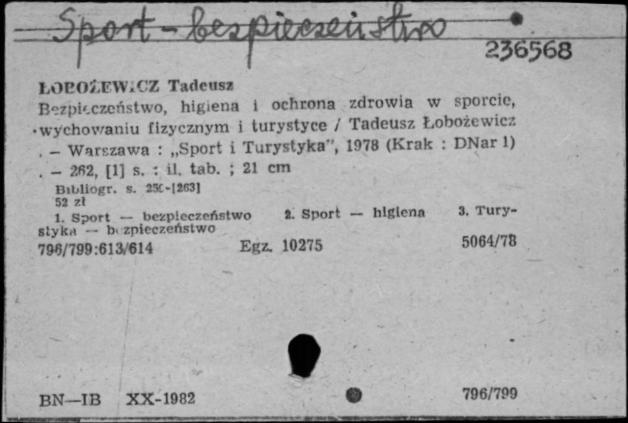 Sport - bezpieczeństwo
236568
ŁOBOŻEWICZ Tadeusz
Bezpieczeństwo, higiena i ochrona zdrowia w sporcie,
wychowaniu fizycznym i turystyce / Tadeusz Łobożewicz
. — Warszawa : „Sport i Turystyka", 1978 (Krak : DNar 1)
. — 262, [1] s. : il. tab. ; 21 cm
Bibliogr. s. 250-[263]
52 zł
1. Sport — bezpieczeństwo 2. Sport — higiena 3. Tury-
styka — bezpieczeństwo
796/799:613/614 Egz. 10275 5064/78
BN—IB XX-1982 796/799